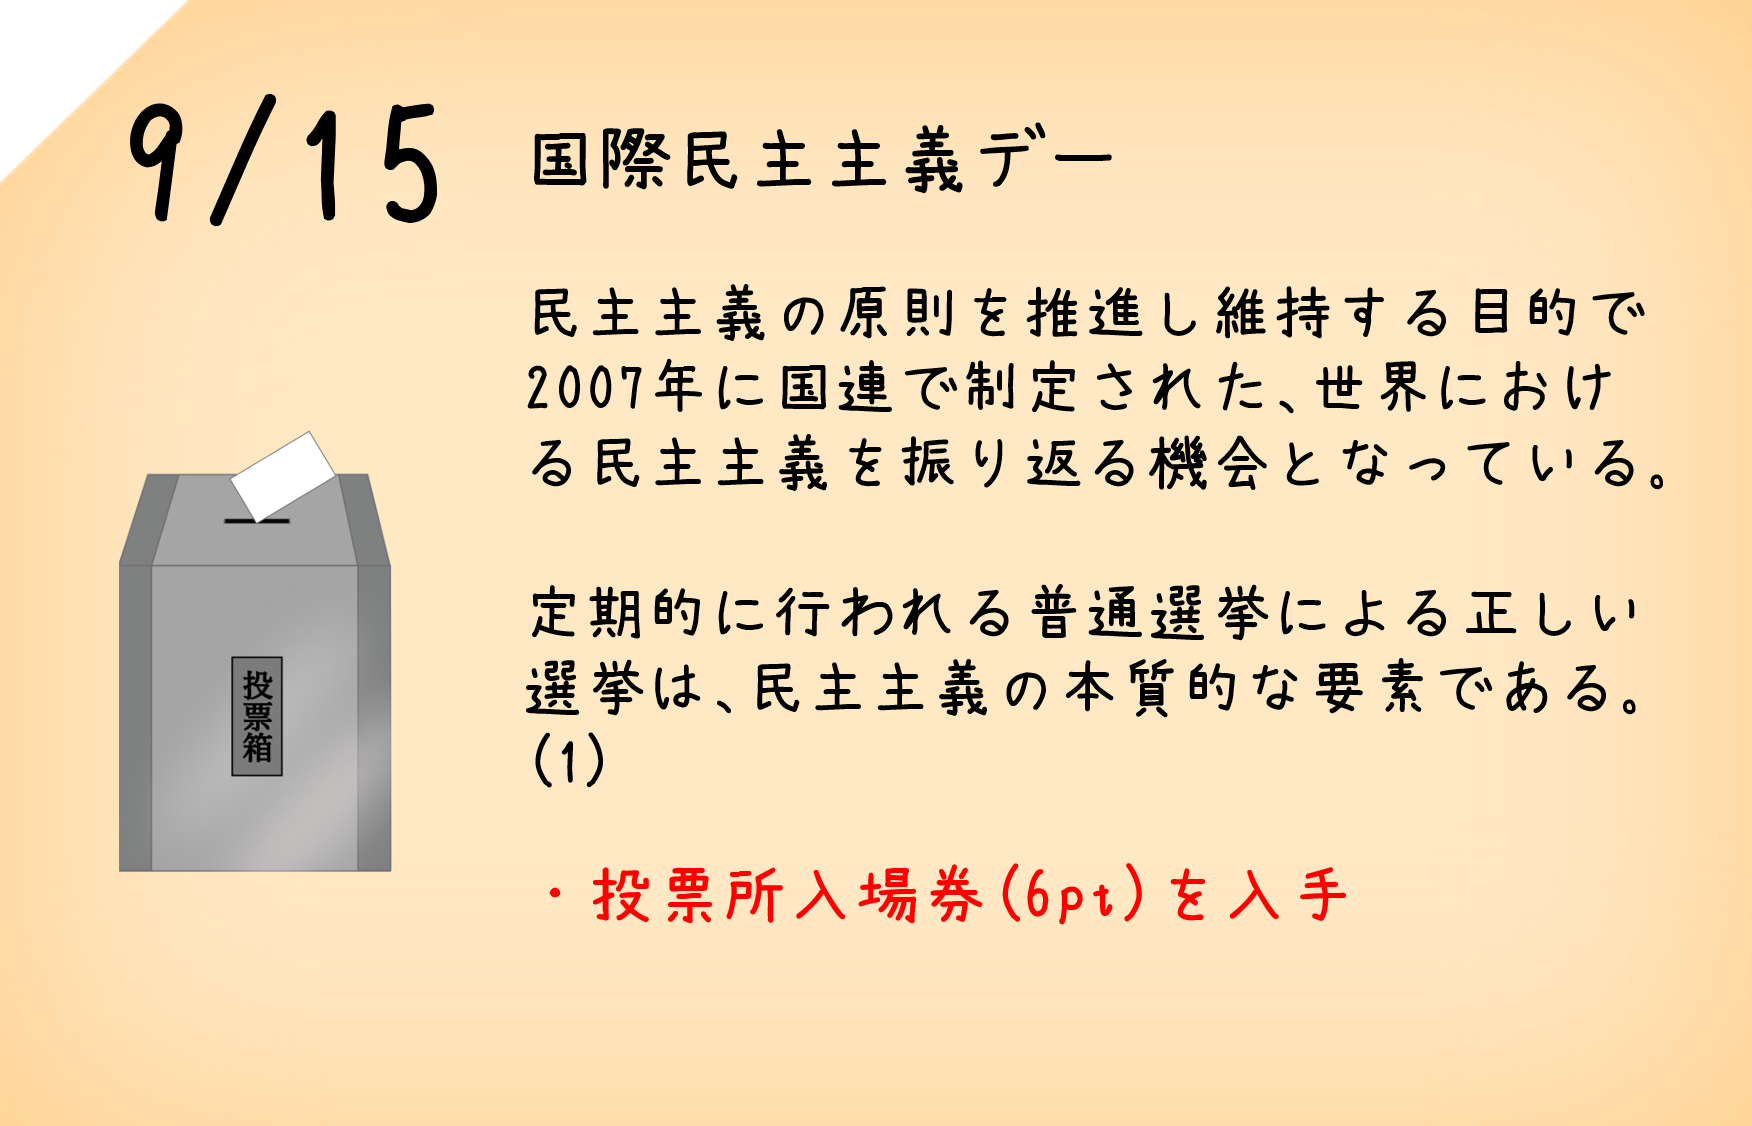 9/15
国際民主主義デー
民主主義の原則を推進し維持する目的で
2007年に国連で制定された、世界におけ
る民主主義を振り返る機会となっている。
定期的に行われる普通選挙による正しい
選挙は、民主主義の本質的な要素である。
(1)
・投票所入場券(6pt)を入手
投票箱